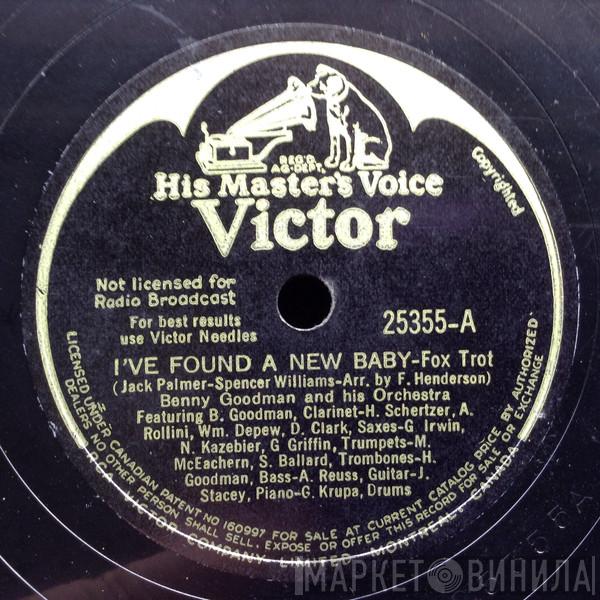 REG'D.
AG-DEPT.
His Master's Voice
Victor
Copyrighted
Not licensed for
Radio Broadcast
For best results
use Victor Needles
25355-A
I'VE FOUND A NEW BABY-Fox Trot
(Jack Palmer-Spencer Williams-Arr. by F. Henderson)
Benny Goodman and his Orchestra
Featuring B. Goodman, Clarinet-H. Schertzer, A.
Rollini, Wm. Depew, D. Clark, Saxes-G Irwin,
N. Kazebier, G Griffin, Trumpets-M.
McEachern, S. Ballard, Trombones-H.
Goodman, Bass-A. Reuss, Guitar-J.
Stacey, Piano-G. Krupa, Drums
LICENSED UNDER CANADIAN PATENT NO 160997 FOR SALE AT CURRENT CATALOG PRICE BY AUTHORIZED
DEALERS NO OTHER PERSON SHALL SELL, EXPOSE OR OFFER THIS RECORD FOR SALE OR EXCHANGE
RCA VICTOR COMPANY LIMITED MONTREAL CANADA
МАРКЕТ ВИНИЛА